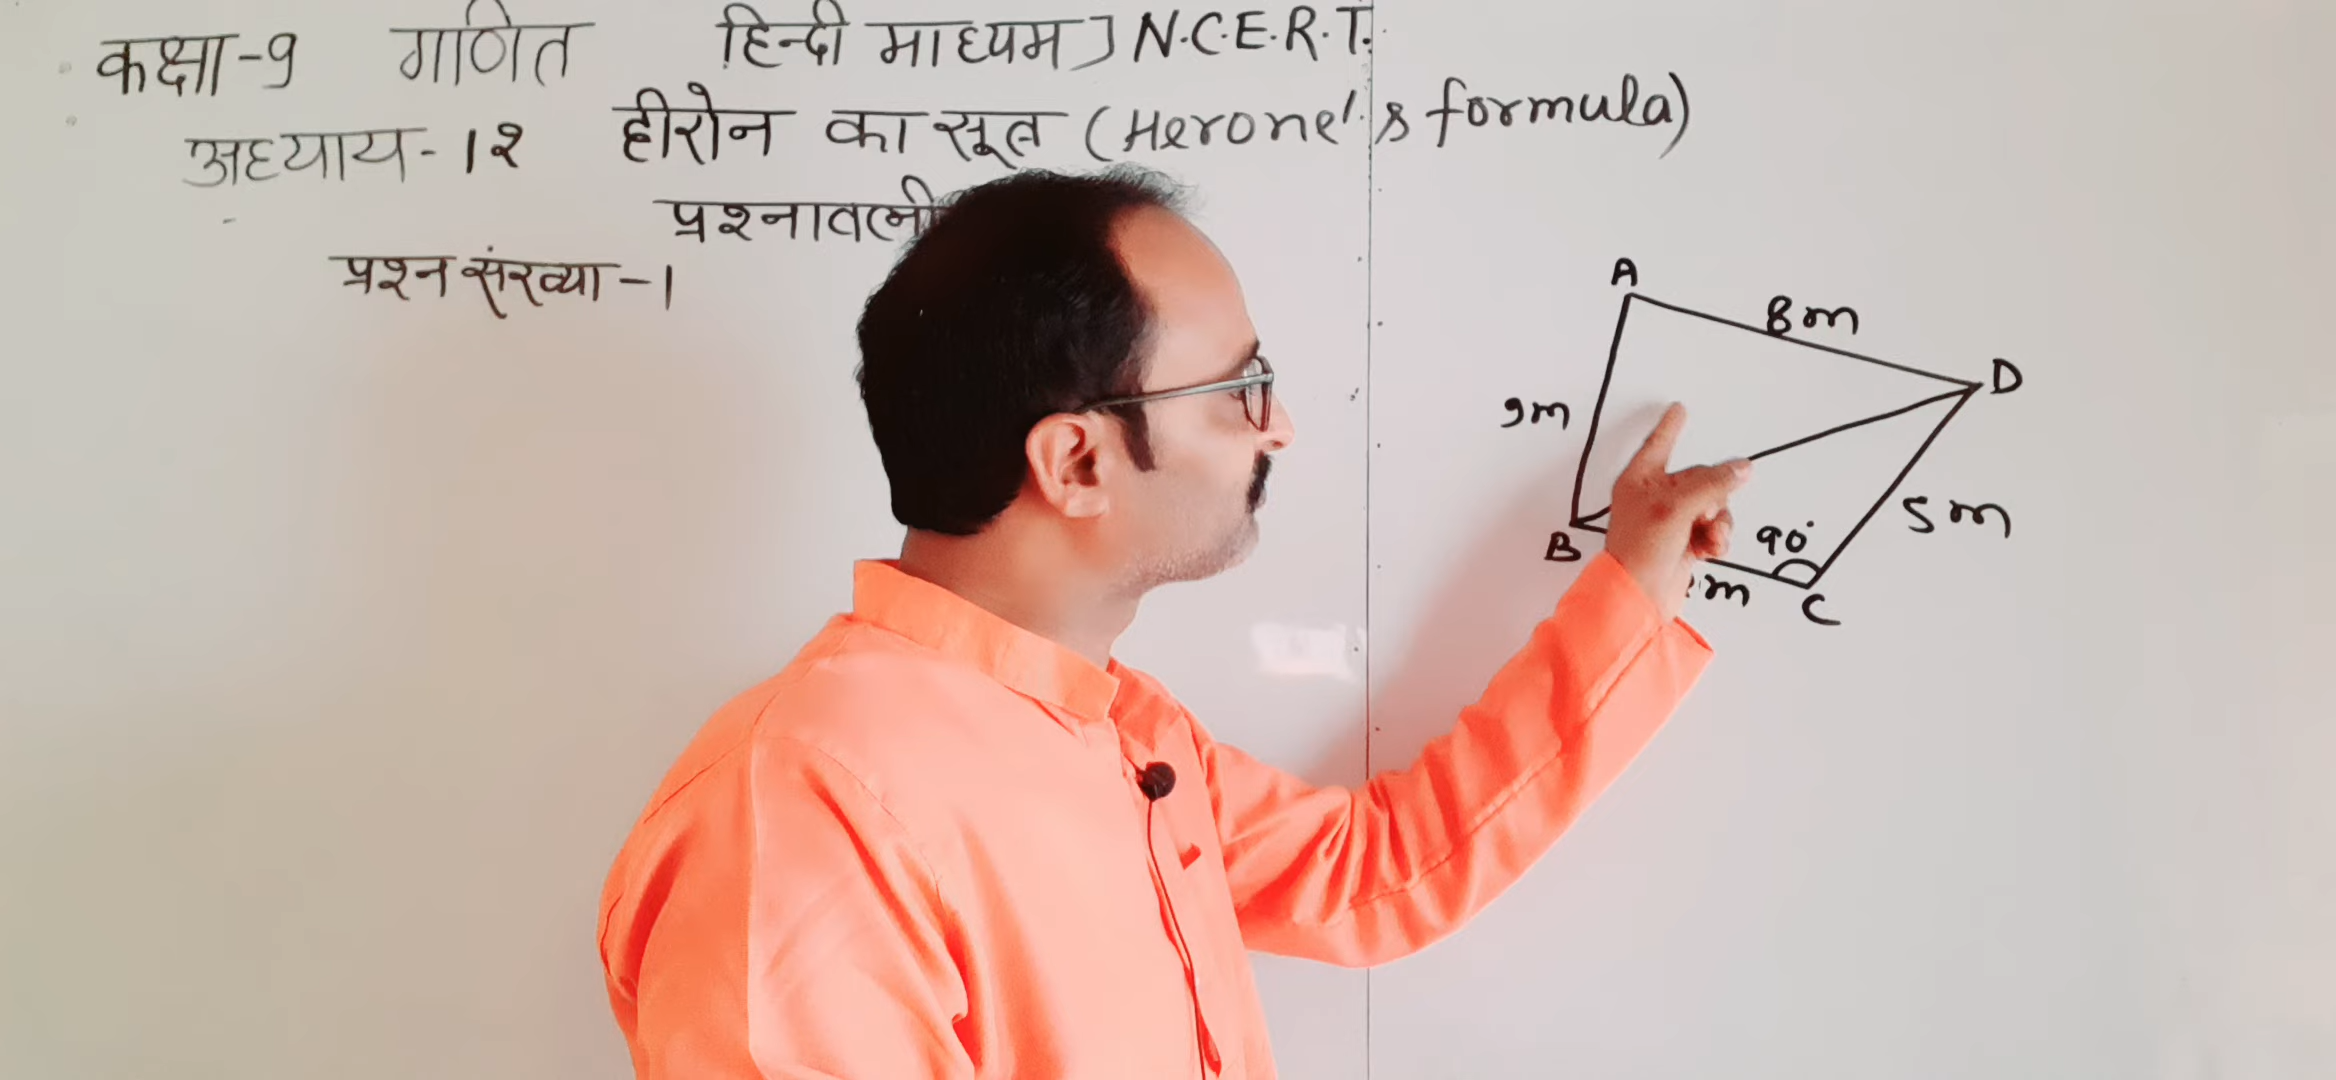 कक्षा-9 गणित हिन्दी माध्यम] N.C.E.R.T.
अध्याय-12 हीरोन का सूत्र (Herone's formula)
प्रश्नावली
प्रश्न संख्या-1
A
8m
D
9m
5m
90°
B
m
C